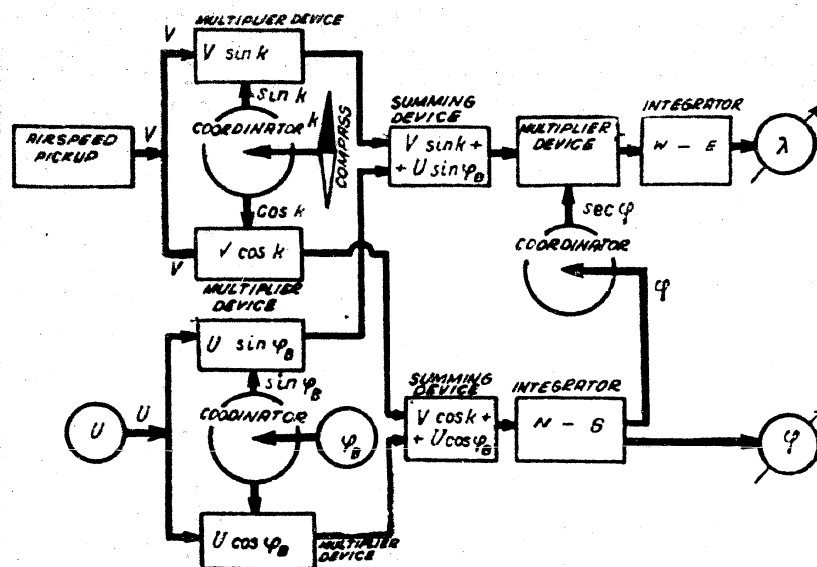 MULTIPLIER DEVICE
V
V sin k
sin k
AIRSPEED
PICKUP
V
COORDINATOR
k
COMPASS
cos k
V
V cos k
MULTIPLIER
DEVICE
SUMMING
DEVICE
V sin k +
+ U sin φB
MULTIPLIER
DEVICE
INTEGRATOR
W - E
λ
sec φ
COORDINATOR
φ
U sin φB
sin φB
U
U
COODINATOR
φB
U cos φB
MULTIPLIER
DEVICE
SUMMING
DEVICE
V cos k +
+ U cos φB
INTEGRATOR
N - S
φ